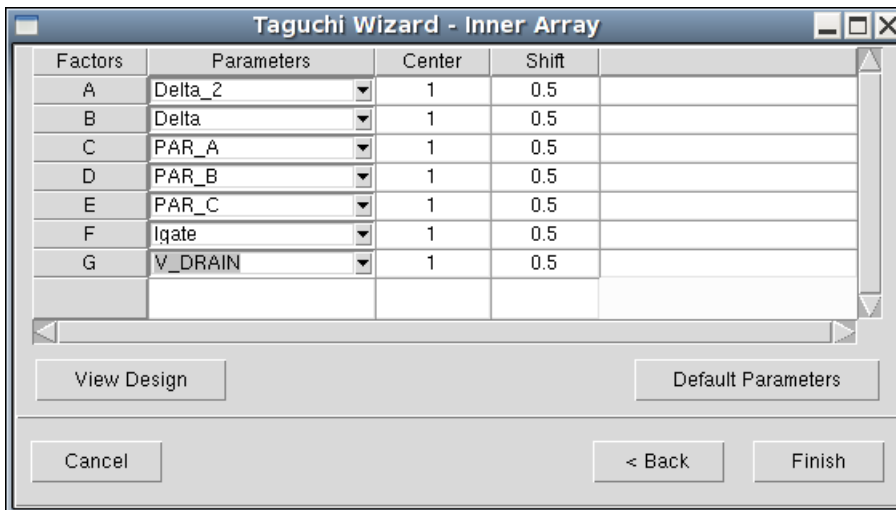 Taguchi Wizard - Inner Array
Factors Parameters Center Shift
A Delta_2 1 0.5
B Delta 1 0.5
C PAR_A 1 0.5
D PAR_B 1 0.5
E PAR_C 1 0.5
F Igate 1 0.5
G V_DRAIN 1 0.5
View Design Default Parameters
Cancel < Back Finish